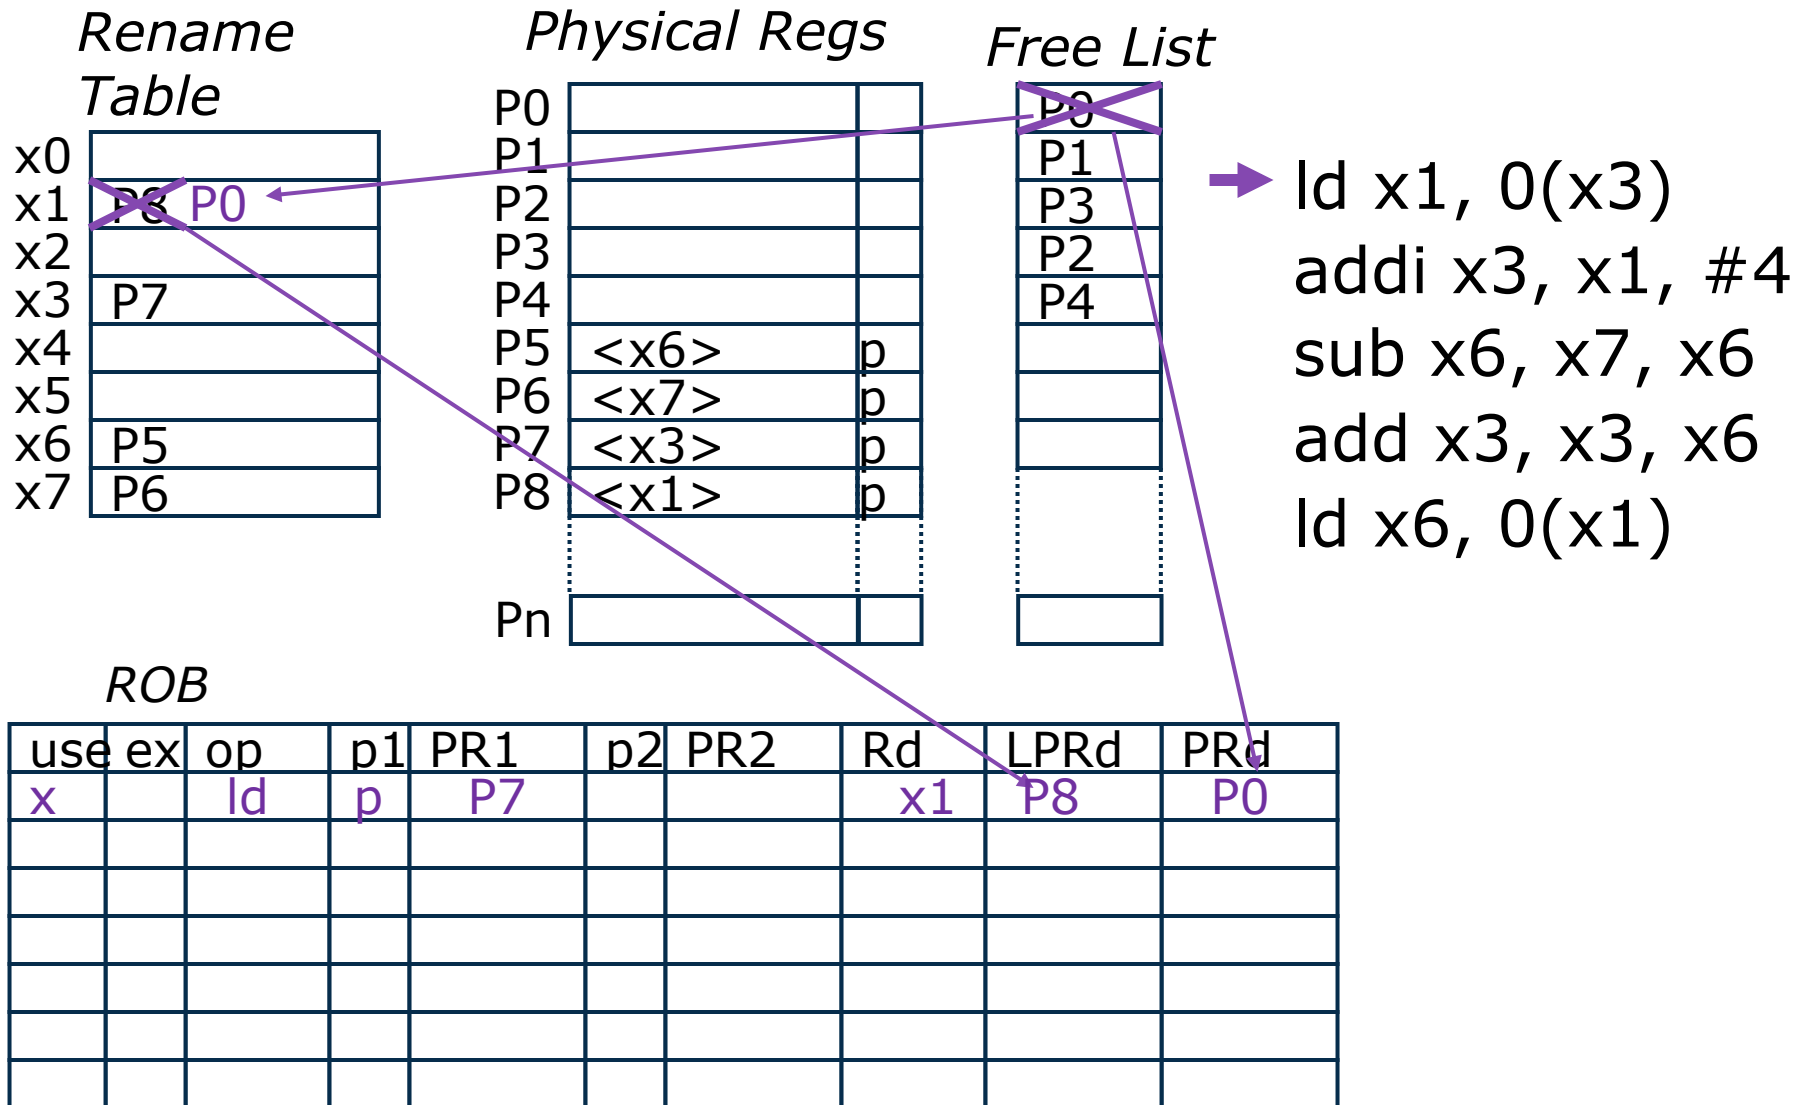 Rename Table
x0
x1 P8 P0
x2
x3 P7
x4
x5
x6 P5
x7 P6
Physical Regs
P0
P1
P2
P3
P4
P5 <x6> p
P6 <x7> p
P7 <x3> p
P8 <x1> p
Pn
Free List
P0
P1
P3
P2
P4
ld x1, 0(x3)
addi x3, x1, #4
sub x6, x7, x6
add x3, x3, x6
ld x6, 0(x1)
ROB
use ex op p1 PR1 p2 PR2 Rd LPRd PRd
x ld p P7 x1 P8 P0